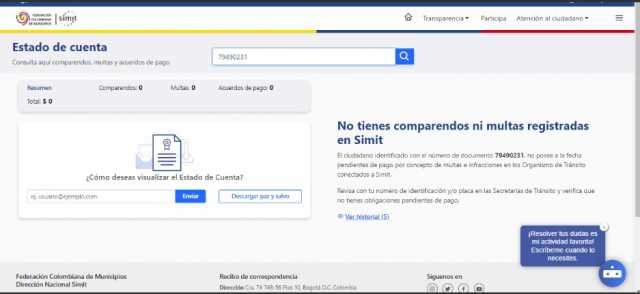 FEDERACIÓN
COLOMBIANA
DE MUNICIPIOS
simit
Transparencia
Participa
Atención al ciudadano
Estado de cuenta
Consulta aquí comparendos, multas y acuerdos de pago.
79490231
Resumen
Comparendos: 0
Multas: 0
Acuerdos de pago: 0
Total: $ 0
¿Cómo deseas visualizar el Estado de Cuenta?
ej. usuario@ejemplo.com
Enviar
Descargar paz y salvo
No tienes comparendos ni multas registradas
en Simit
El ciudadano identificado con el número de documento 79490231, no posee a la fecha
pendientes de pago por concepto de multas e infracciones en los Organismo de Tránsito
conectados a Simit.
Revisa con tu número de identificación y/o placa en las Secretarías de Tránsito y verifica que
no tienes obligaciones pendientes de pago.
Ver historial (5)
¡Resolver tus dudas es
mi actividad favorita!
Escríbeme cuando lo
necesites.
x
Federación Colombiana de Municipios
Dirección Nacional Simit
Recibo de correspondencia
Dirección: Cra. 7 # 74B-56 Piso 10, Bogotá D.C. Colombia
Síguenos en